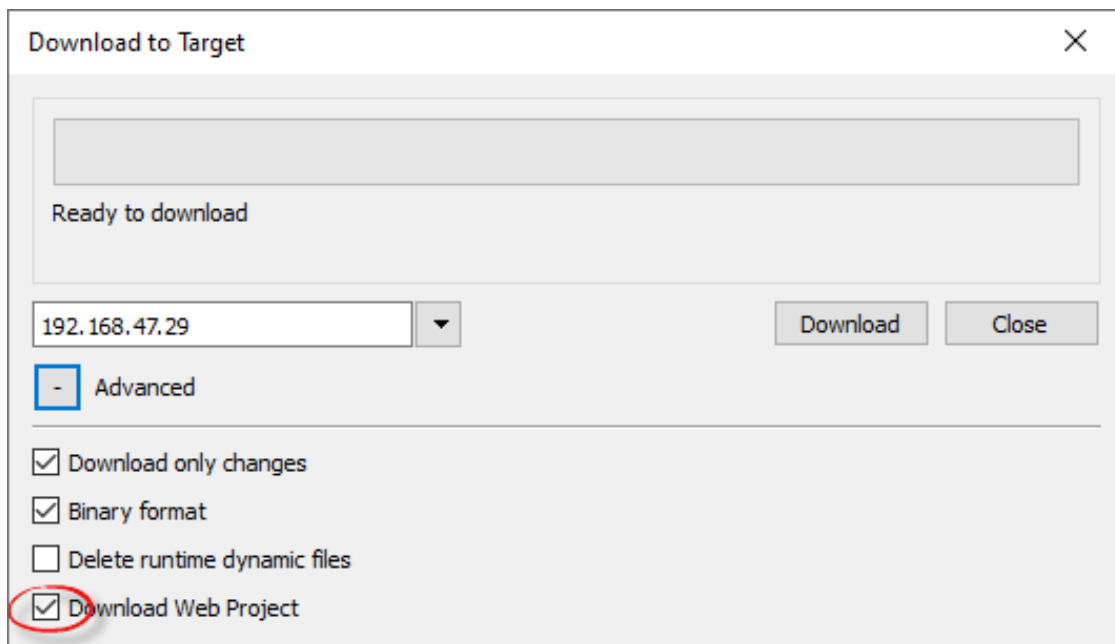 Download to Target
Ready to download
192.168.47.29
Download
Close
- Advanced
Download only changes
Binary format
Delete runtime dynamic files
Download Web Project